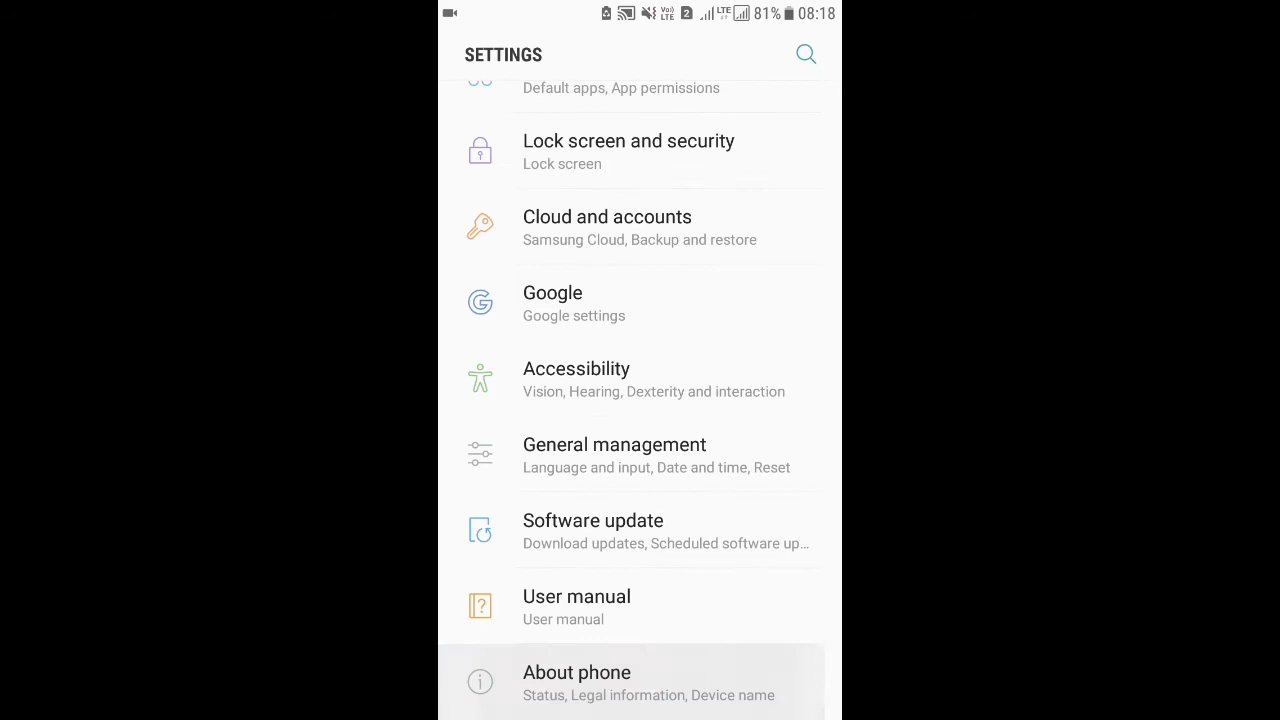 81% 08:18
SETTINGS
Default apps, App permissions
Lock screen and security
Lock screen
Cloud and accounts
Samsung Cloud, Backup and restore
Google
Google settings
Accessibility
Vision, Hearing, Dexterity and interaction
General management
Language and input, Date and time, Reset
Software update
Download updates, Scheduled software up...
User manual
User manual
About phone
Status, Legal information, Device name